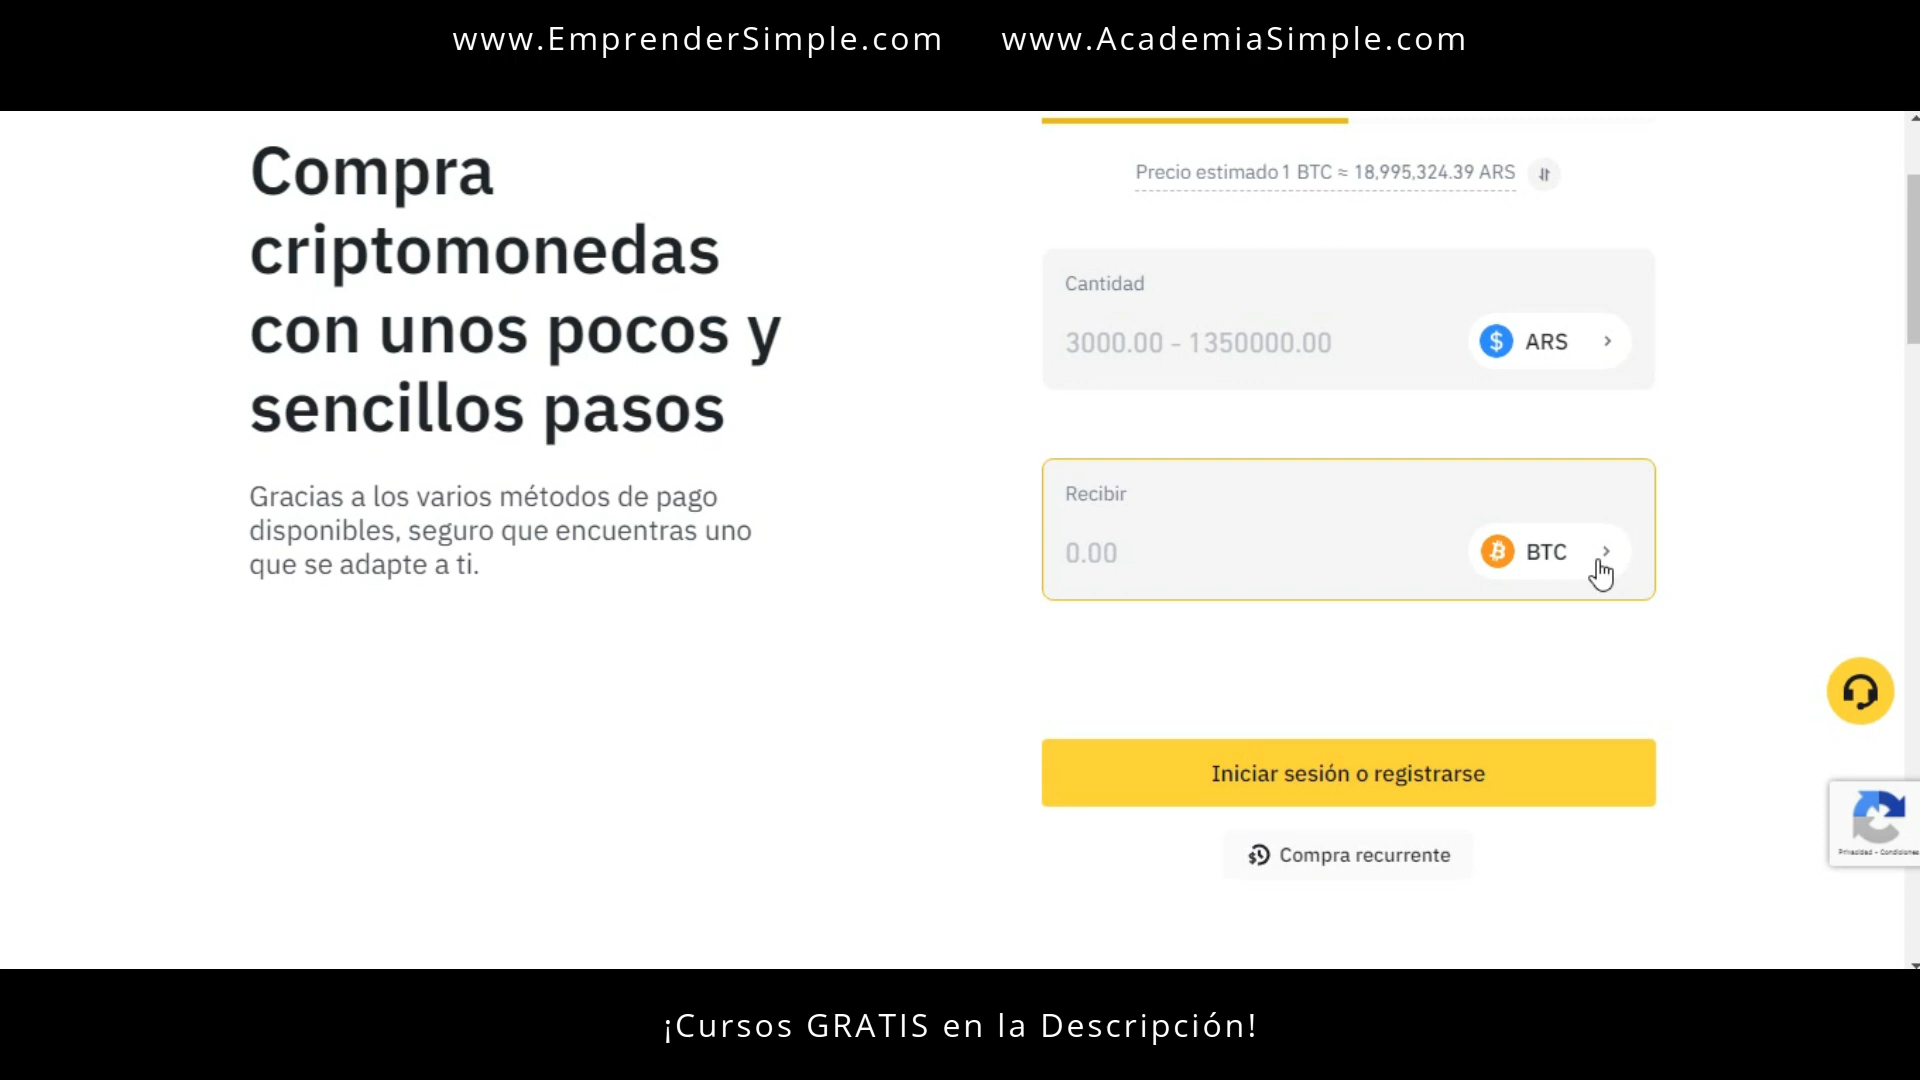 www.EmprenderSimple.com www.AcademiaSimple.com
Compra
criptomonedas
con unos pocos y
sencillos pasos
Gracias a los varios métodos de pago
disponibles, seguro que encuentras uno
que se adapte a ti.
Precio estimado 1 BTC ≈ 18,995,324.39 ARS
Cantidad
3000.00 - 1350000.00
$ ARS
Recibir
0.00
BTC
Iniciar sesión o registrarse
Compra recurrente
Privacidad - Condiciones
¡Cursos GRATIS en la Descripción!